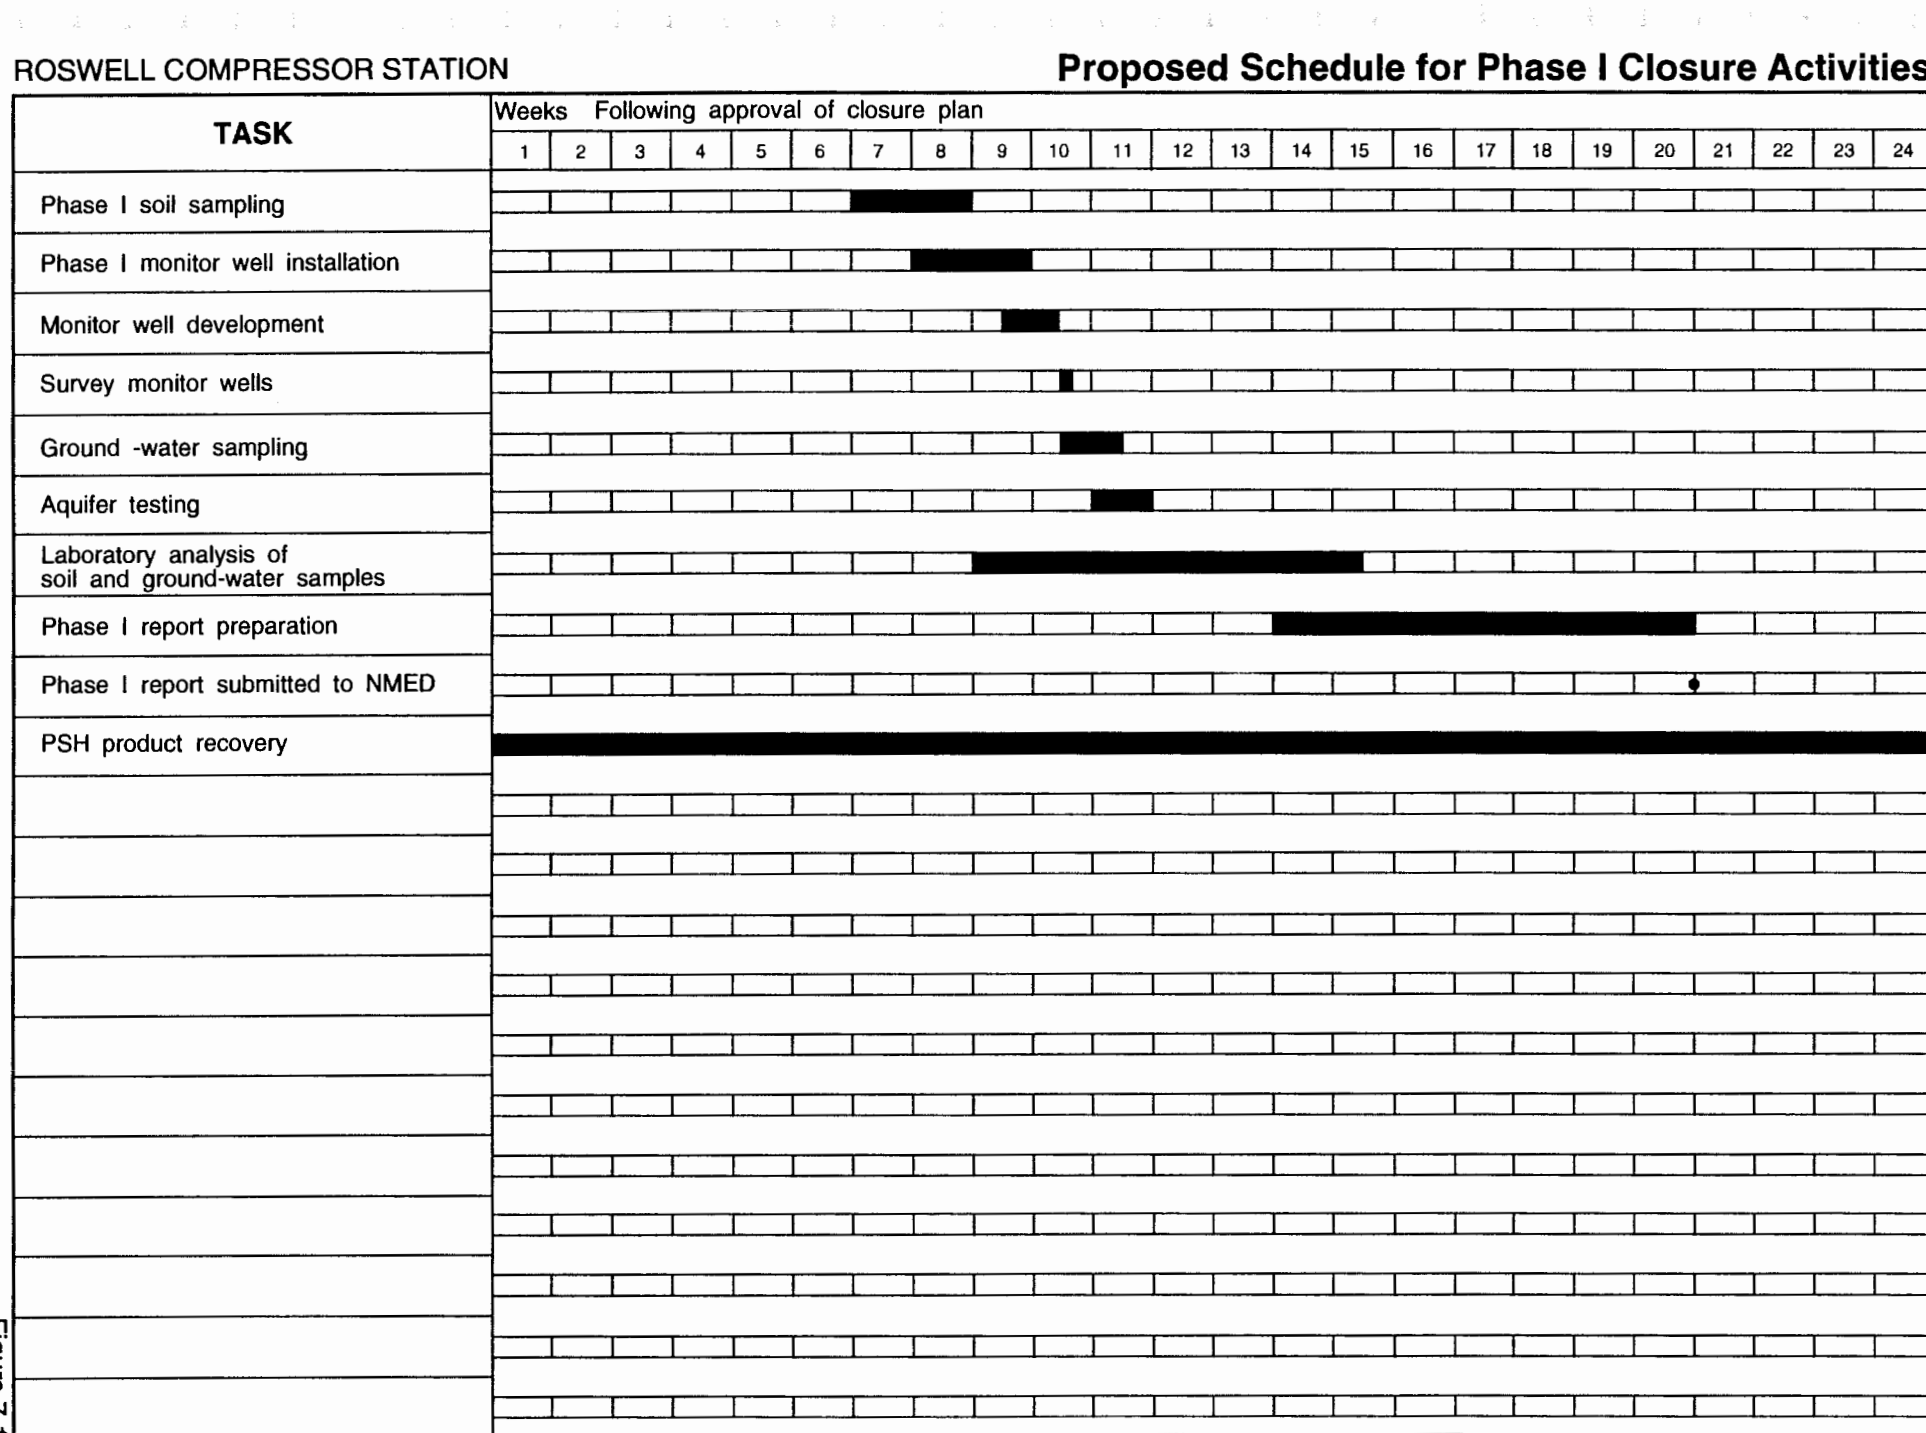 ROSWELL COMPRESSOR STATION
Proposed Schedule for Phase I Closure Activities
TASK
Weeks Following approval of closure plan
1 2 3 4 5 6 7 8 9 10 11 12 13 14 15 16 17 18 19 20 21 22 23 24
Phase I soil sampling
Phase I monitor well installation
Monitor well development
Survey monitor wells
Ground -water sampling
Aquifer testing
Laboratory analysis of
soil and ground-water samples
Phase I report preparation
Phase I report submitted to NMED
PSH product recovery